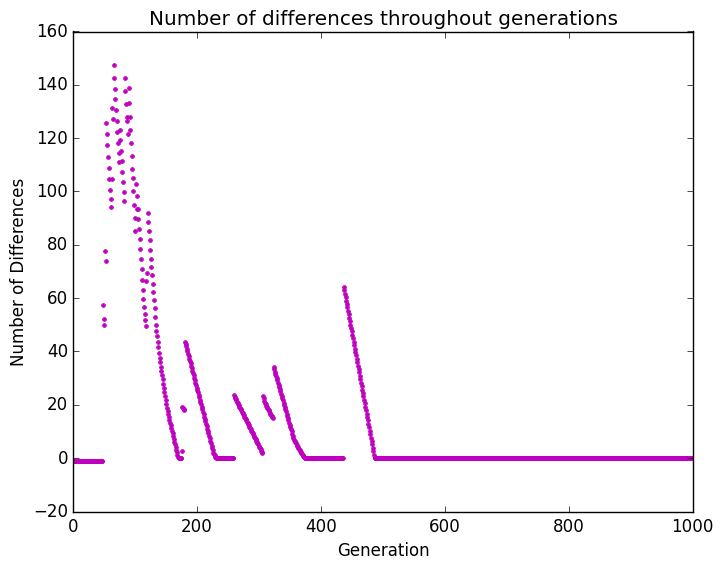 Number of differences throughout generations
Number of Differences
160
140
120
100
80
60
40
20
0
−20
0 200 400 600 800 1000
Generation